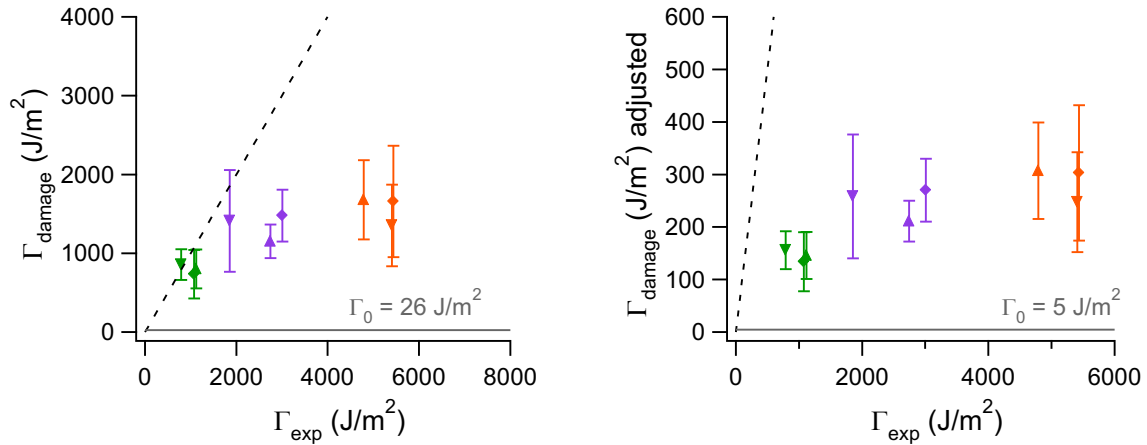 4000
3000
2000
1000
0
Γdamage (J/m²)
Γ0 = 26 J/m²
0 2000 4000 6000 8000
Γexp (J/m²)
600
500
400
300
200
100
0
Γdamage (J/m²) adjusted
Γ0 = 5 J/m²
0 2000 4000 6000
Γexp (J/m²)